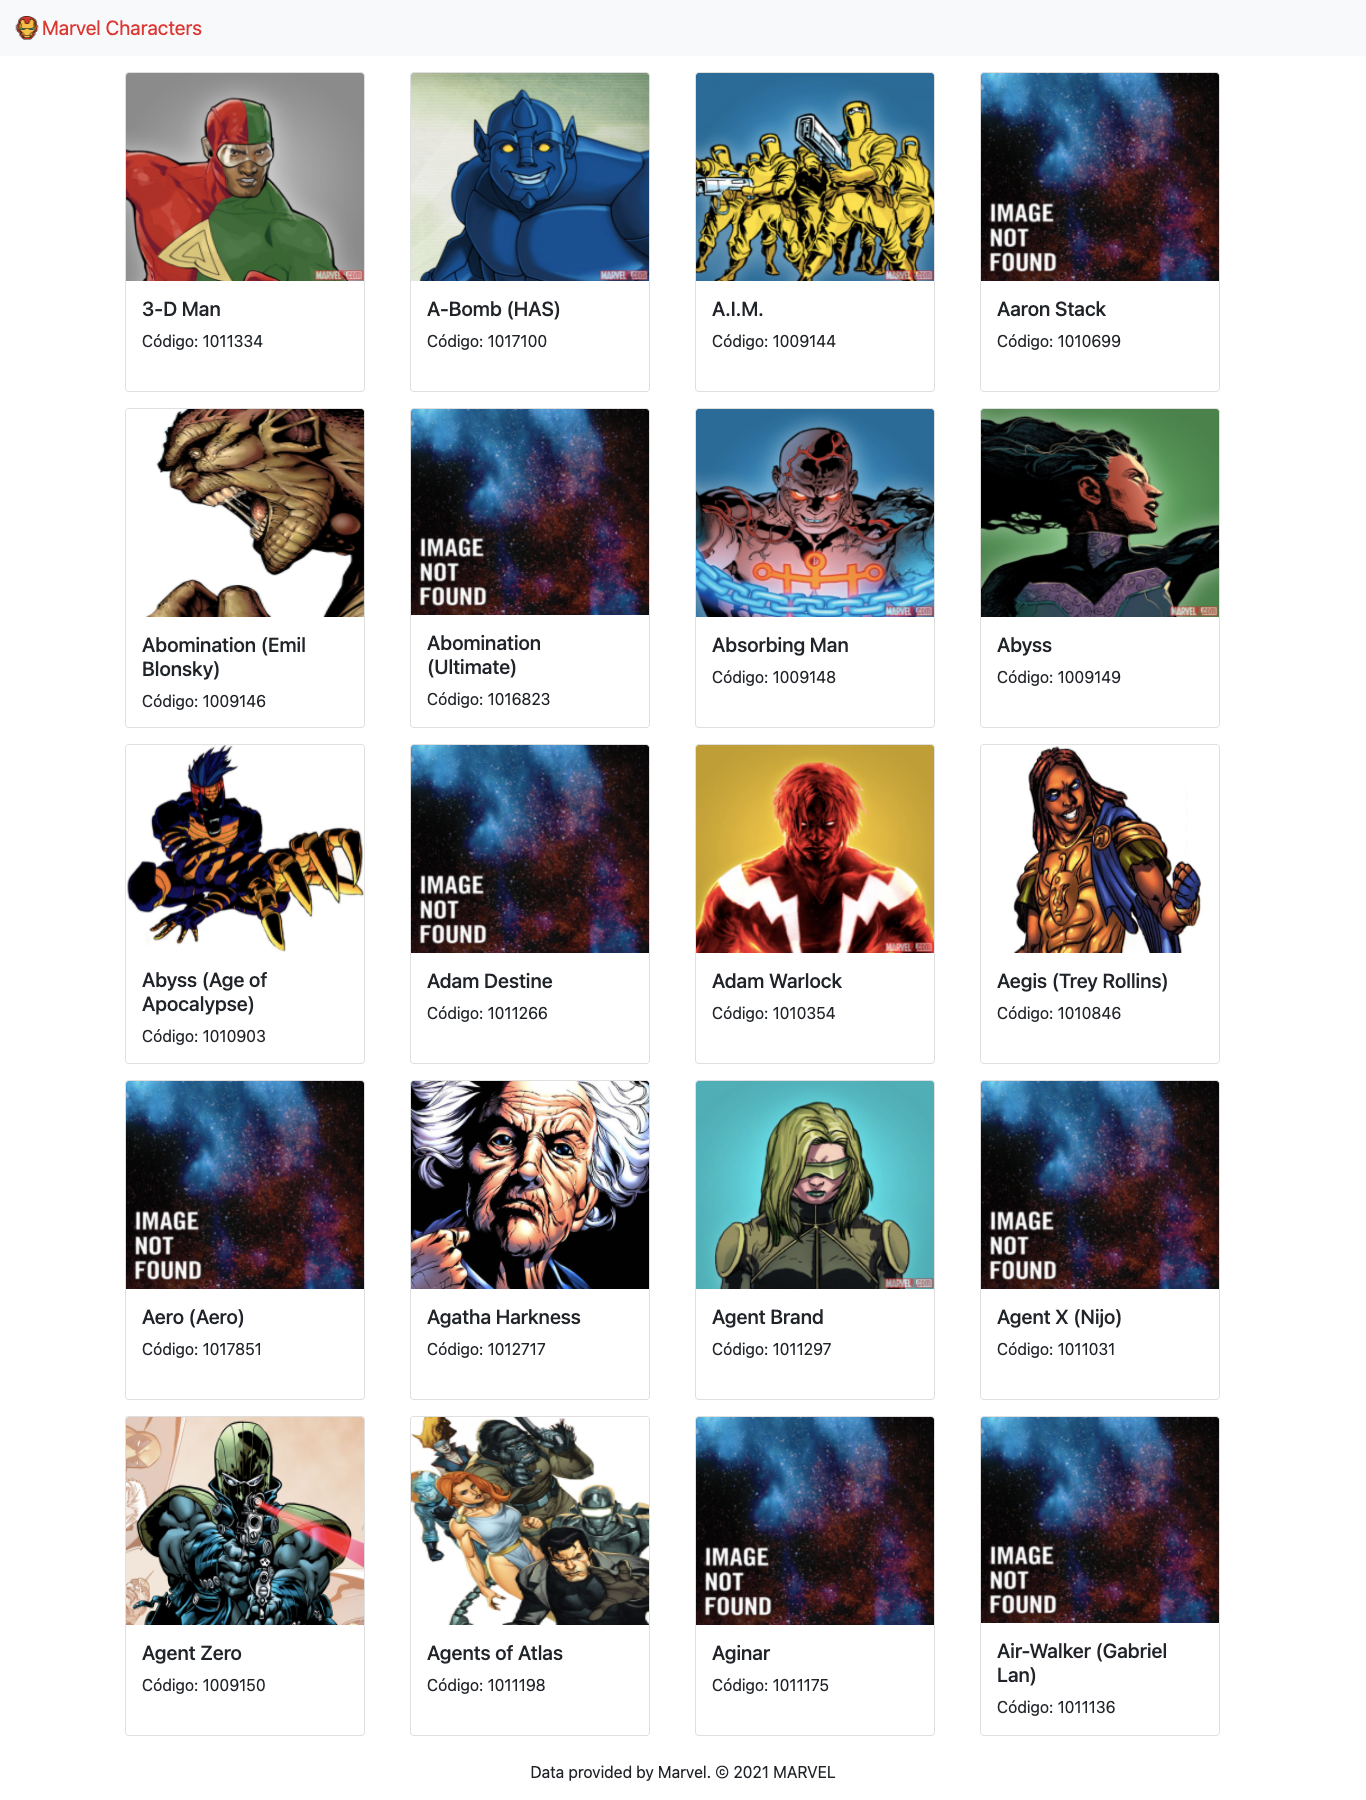 Marvel Characters
MARVEL .COM
3-D Man
Código: 1011334
MARVEL .COM
A-Bomb (HAS)
Código: 1017100
MARVEL .COM
A.I.M.
Código: 1009144
IMAGE
NOT
FOUND
Aaron Stack
Código: 1010699
Abomination (Emil
Blonsky)
Código: 1009146
IMAGE
NOT
FOUND
Abomination
(Ultimate)
Código: 1016823
MARVEL .COM
Absorbing Man
Código: 1009148
MARVEL .COM
Abyss
Código: 1009149
Abyss (Age of
Apocalypse)
Código: 1010903
IMAGE
NOT
FOUND
Adam Destine
Código: 1011266
MARVEL .COM
Adam Warlock
Código: 1010354
Aegis (Trey Rollins)
Código: 1010846
IMAGE
NOT
FOUND
Aero (Aero)
Código: 1017851
Agatha Harkness
Código: 1012717
MARVEL .COM
Agent Brand
Código: 1011297
IMAGE
NOT
FOUND
Agent X (Nijo)
Código: 1011031
Agent Zero
Código: 1009150
Agents of Atlas
Código: 1011198
IMAGE
NOT
FOUND
Aginar
Código: 1011175
IMAGE
NOT
FOUND
Air-Walker (Gabriel
Lan)
Código: 1011136
Data provided by Marvel. © 2021 MARVEL